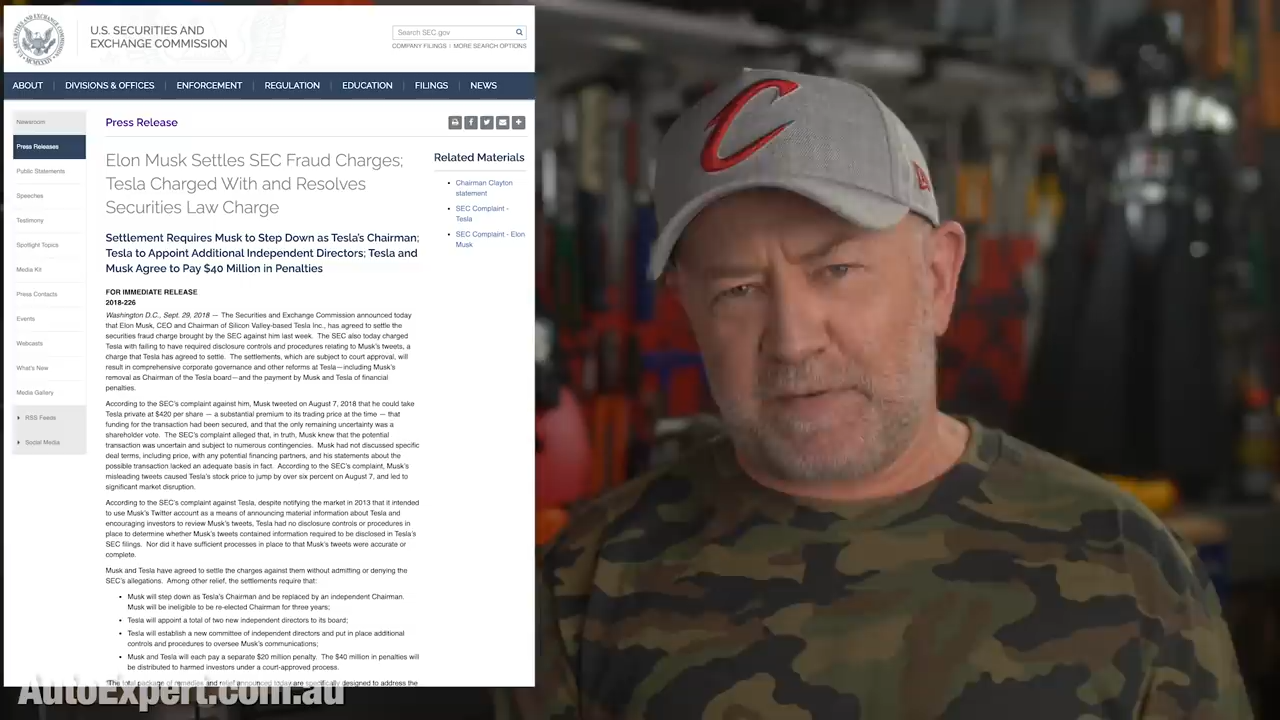 U.S. SECURITIES AND
EXCHANGE COMMISSION
Search SEC.gov
COMPANY FILINGS | MORE SEARCH OPTIONS
ABOUT | DIVISIONS & OFFICES | ENFORCEMENT | REGULATION | EDUCATION | FILINGS | NEWS
Newsroom
Press Releases
Public Statements
Speeches
Testimony
Spotlight Topics
Media Kit
Press Contacts
Events
Webcasts
What's New
Media Gallery
RSS Feeds
Social Media
Press Release
Elon Musk Settles SEC Fraud Charges;
Tesla Charged With and Resolves
Securities Law Charge
Settlement Requires Musk to Step Down as Tesla's Chairman;
Tesla to Appoint Additional Independent Directors; Tesla and
Musk Agree to Pay $40 Million in Penalties
FOR IMMEDIATE RELEASE
2018-226
Washington D.C., Sept. 29, 2018 — The Securities and Exchange Commission announced today
that Elon Musk, CEO and Chairman of Silicon Valley-based Tesla Inc., has agreed to settle the
securities fraud charge brought by the SEC against him last week. The SEC also today charged
Tesla with failing to have required disclosure controls and procedures relating to Musk's tweets, a
charge that Tesla has agreed to settle. The settlements, which are subject to court approval, will
result in comprehensive corporate governance and other reforms at Tesla—including Musk's
removal as Chairman of the Tesla board—and the payment by Musk and Tesla of financial
penalties.
According to the SEC's complaint against him, Musk tweeted on August 7, 2018 that he could take
Tesla private at $420 per share — a substantial premium to its trading price at the time — that
funding for the transaction had been secured, and that the only remaining uncertainty was a
shareholder vote. The SEC's complaint alleged that, in truth, Musk knew that the potential
transaction was uncertain and subject to numerous contingencies. Musk had not discussed specific
deal terms, including price, with any potential financing partners, and his statements about the
possible transaction lacked an adequate basis in fact. According to the SEC's complaint, Musk's
misleading tweets caused Tesla's stock price to jump by over six percent on August 7, and led to
significant market disruption.
According to the SEC's complaint against Tesla, despite notifying the market in 2013 that it intended
to use Musk's Twitter account as a means of announcing material information about Tesla and
encouraging investors to review Musk's tweets, Tesla had no disclosure controls or procedures in
place to determine whether Musk's tweets contained information required to be disclosed in Tesla's
SEC filings. Nor did it have sufficient processes in place to that Musk's tweets were accurate or
complete.
Musk and Tesla have agreed to settle the charges against them without admitting or denying the
SEC's allegations. Among other relief, the settlements require that:
• Musk will step down as Tesla's Chairman and be replaced by an independent Chairman.
Musk will be ineligible to be re-elected Chairman for three years;
• Tesla will appoint a total of two new independent directors to its board;
• Tesla will establish a new committee of independent directors and put in place additional
controls and procedures to oversee Musk's communications;
• Musk and Tesla will each pay a separate $20 million penalty. The $40 million in penalties will
be distributed to harmed investors under a court-approved process.
"The total package of remedies and relief announced today are specifically designed to address the
Related Materials
• Chairman Clayton
statement
• SEC Complaint -
Tesla
• SEC Complaint - Elon
Musk
C
AutoExpert.com.au